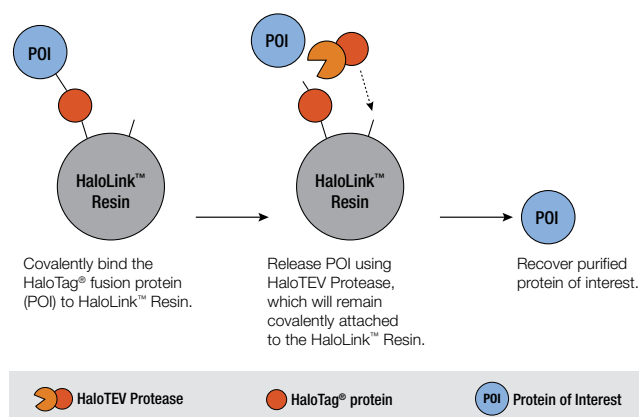 POI
POI
HaloLink™
Resin
HaloLink™
Resin
POI
Covalently bind the
HaloTag® fusion protein
(POI) to HaloLink™ Resin.
Release POI using
HaloTEV Protease,
which will remain
covalently attached
to the HaloLink™ Resin.
Recover purified
protein of interest.
HaloTEV Protease
HaloTag® protein
POI
Protein of Interest